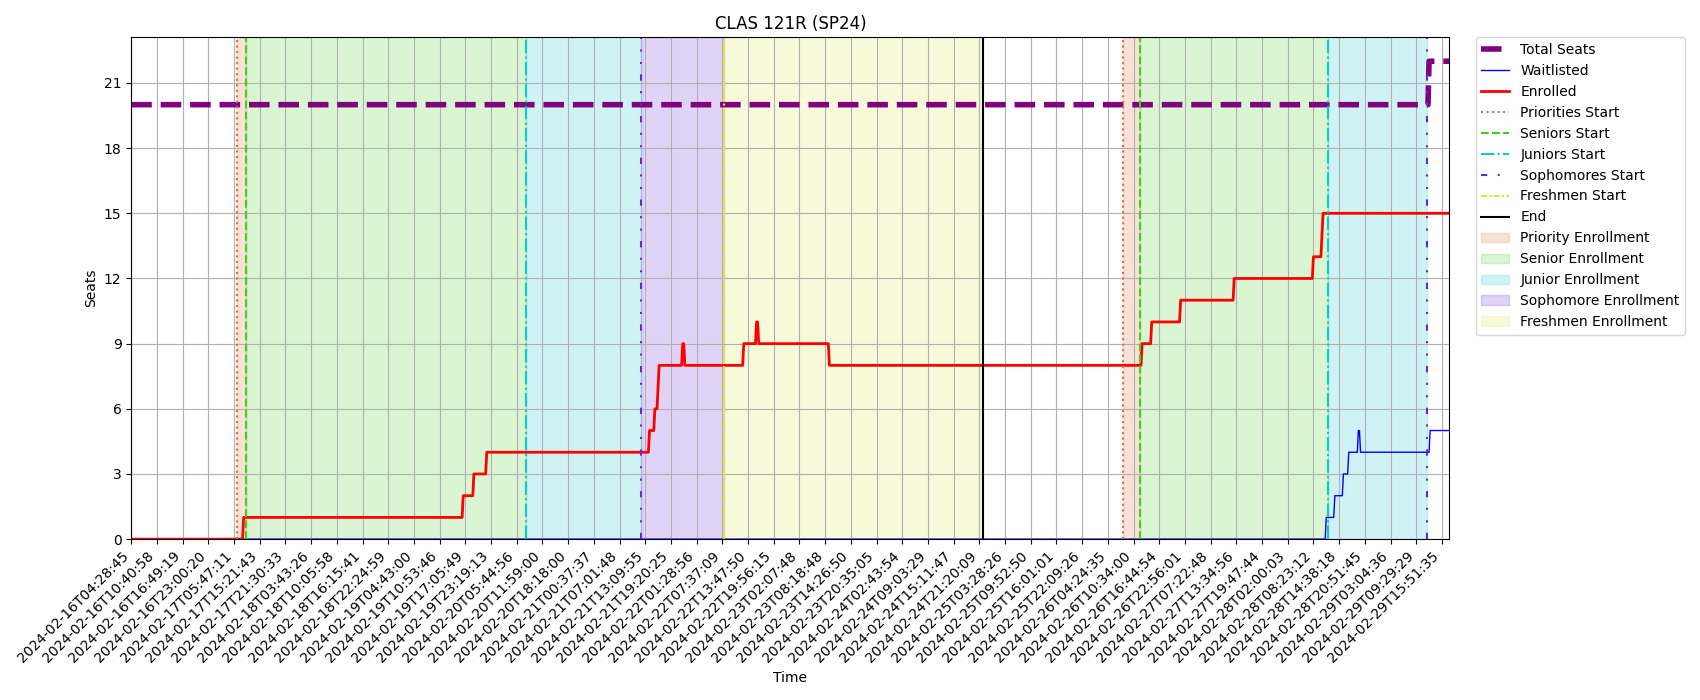 CLAS 121R (SP24)
Seats
21
18
15
12
9
6
3
0
2024-02-16T04:28:45
2024-02-16T10:40:58
2024-02-16T16:49:19
2024-02-16T23:00:20
2024-02-17T05:47:11
2024-02-17T15:21:43
2024-02-17T21:30:33
2024-02-18T03:43:26
2024-02-18T10:05:58
2024-02-18T16:15:41
2024-02-18T22:24:59
2024-02-19T04:43:00
2024-02-19T10:53:46
2024-02-19T17:05:49
2024-02-19T23:19:13
2024-02-20T05:44:56
2024-02-20T11:59:00
2024-02-20T18:18:00
2024-02-21T00:37:37
2024-02-21T07:01:48
2024-02-21T13:09:55
2024-02-21T19:20:25
2024-02-22T01:28:56
2024-02-22T07:37:09
2024-02-22T13:47:50
2024-02-22T19:56:15
2024-02-23T02:07:48
2024-02-23T08:18:48
2024-02-23T14:26:50
2024-02-23T20:35:05
2024-02-24T02:43:54
2024-02-24T09:03:29
2024-02-24T15:11:47
2024-02-24T21:20:09
2024-02-25T03:28:26
2024-02-25T09:52:50
2024-02-25T16:01:01
2024-02-25T22:09:26
2024-02-26T04:24:35
2024-02-26T10:34:00
2024-02-26T16:44:54
2024-02-26T22:56:01
2024-02-27T07:22:48
2024-02-27T13:34:56
2024-02-27T19:47:44
2024-02-28T02:00:03
2024-02-28T08:23:12
2024-02-28T14:38:19
2024-02-28T20:51:45
2024-02-29T03:04:36
2024-02-29T09:29:29
2024-02-29T15:51:35
Time
Total Seats
Waitlisted
Enrolled
Priorities Start
Seniors Start
Juniors Start
Sophomores Start
Freshmen Start
End
Priority Enrollment
Senior Enrollment
Junior Enrollment
Sophomore Enrollment
Freshmen Enrollment